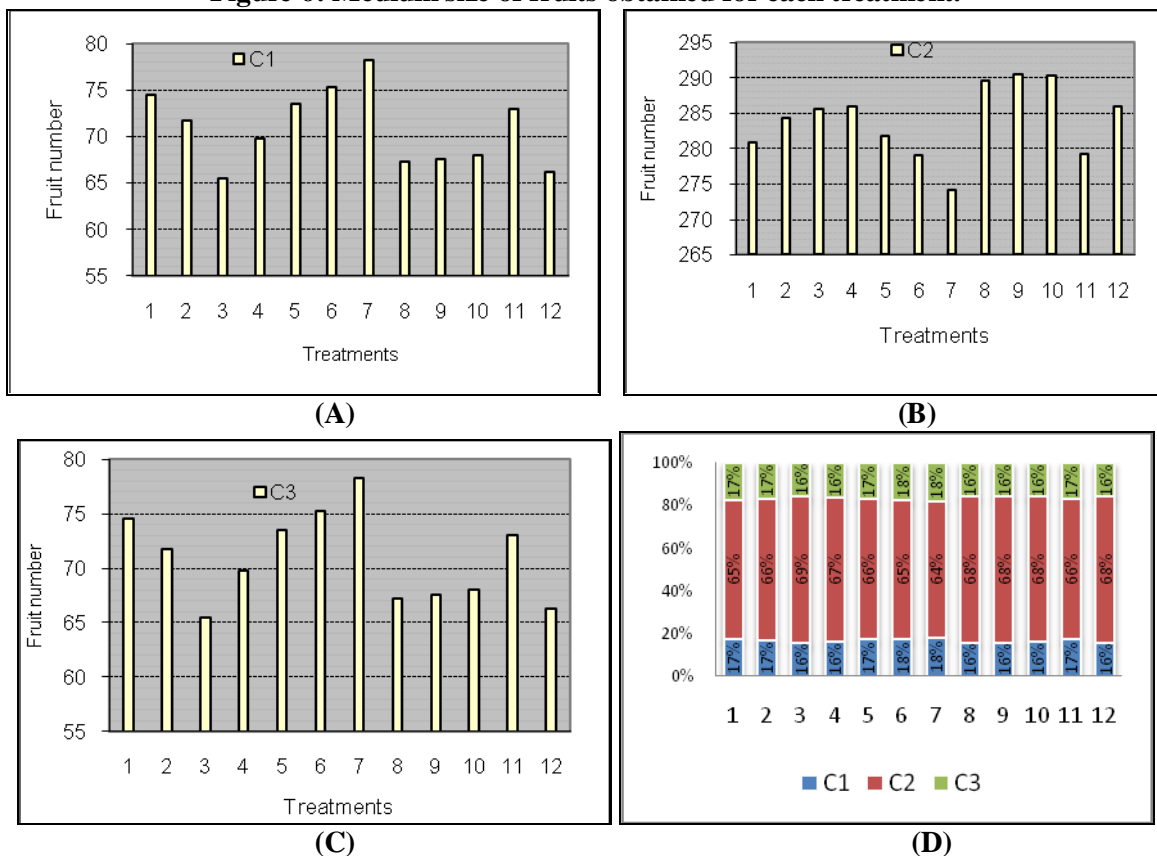 Medium size of fruits obtained for each treatment.
C1
Fruit number
80
75
70
65
60
55
1 2 3 4 5 6 7 8 9 10 11 12
Treatments
(A)
C2
Fruit number
295
290
285
280
275
270
265
1 2 3 4 5 6 7 8 9 10 11 12
Treatments
(B)
C3
Fruit number
80
75
70
65
60
55
1 2 3 4 5 6 7 8 9 10 11 12
Treatments
(C)
100%
80%
60%
40%
20%
0%
17% 17% 16% 16% 17% 18% 18% 16% 16% 16% 17% 16%
65% 66% 69% 67% 66% 65% 64% 68% 68% 68% 66% 68%
17% 17% 16% 16% 17% 18% 18% 16% 16% 16% 17% 16%
1 2 3 4 5 6 7 8 9 10 11 12
C1 C2 C3
(D)